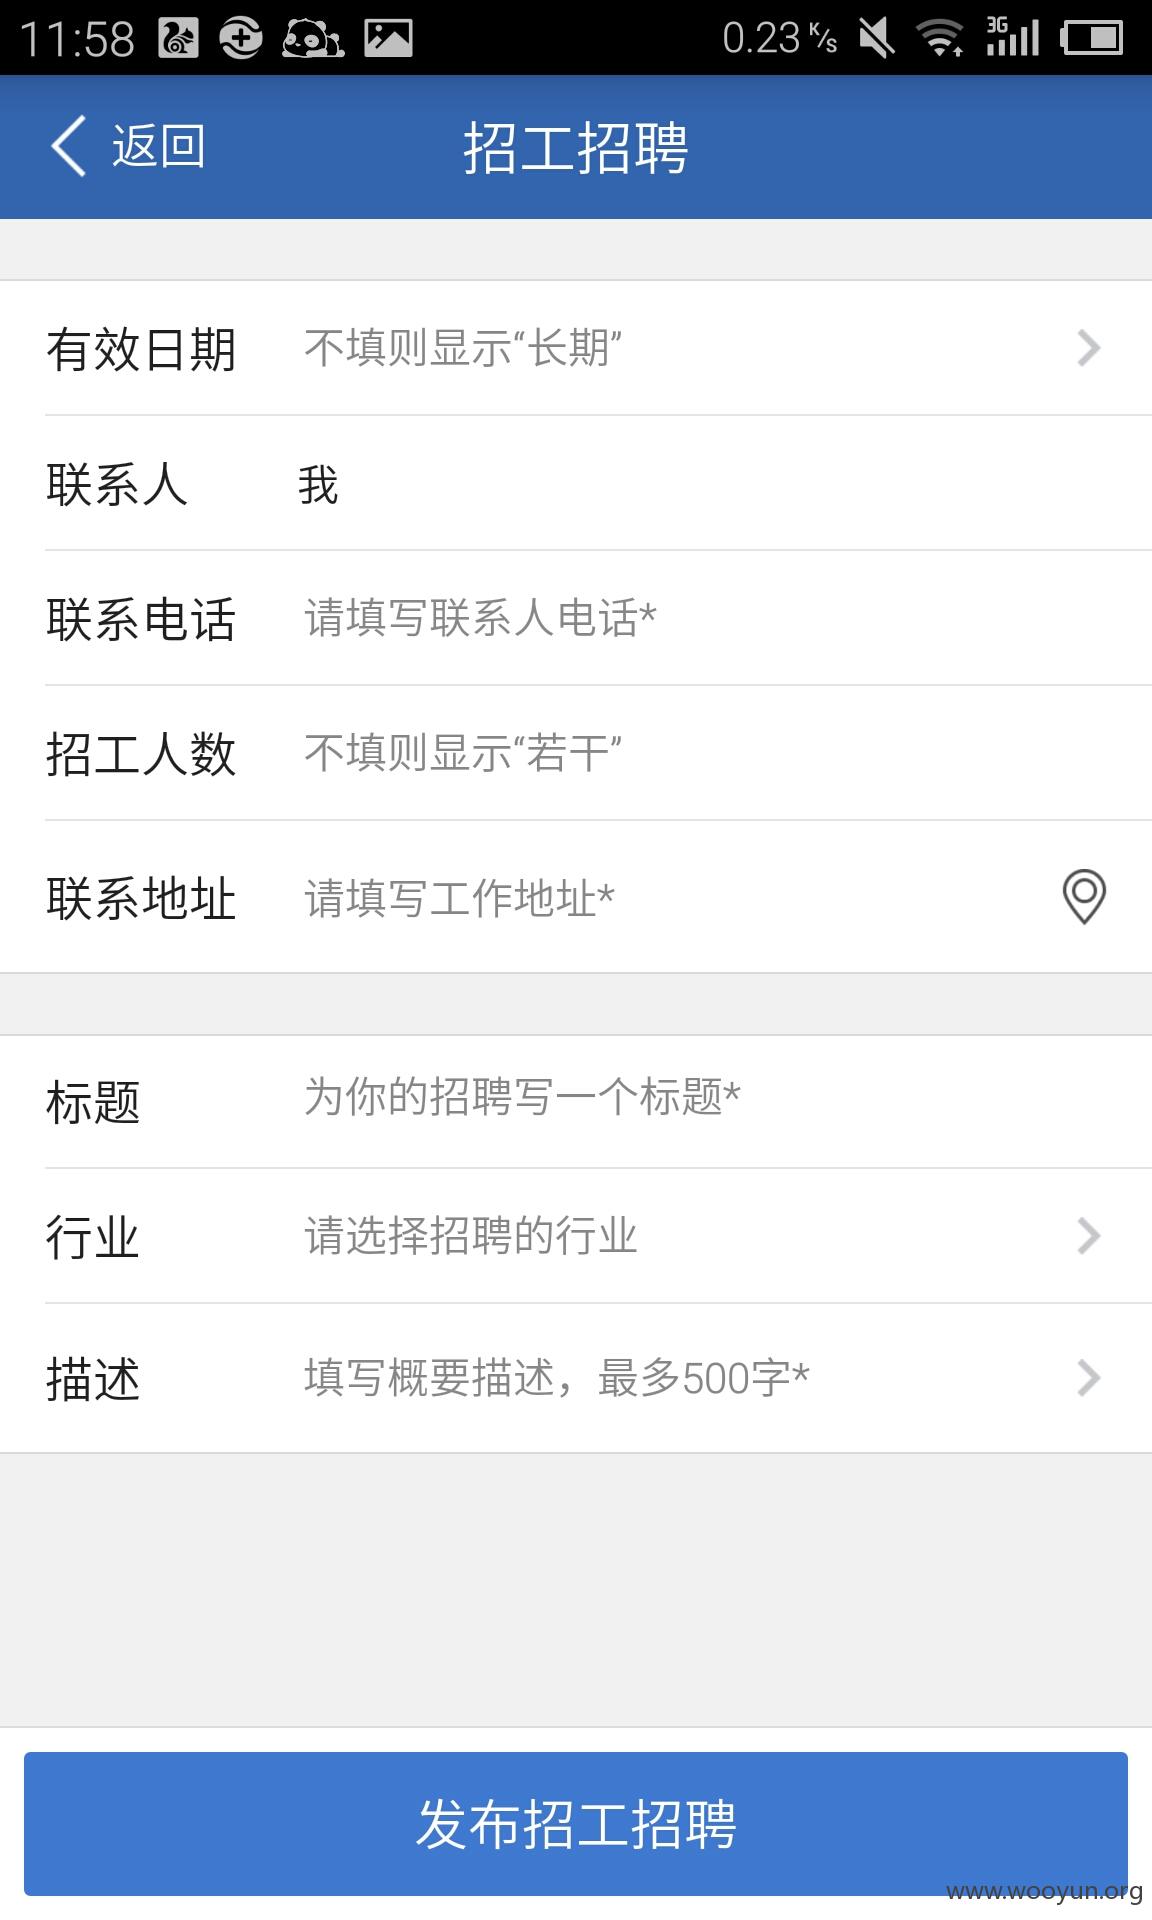 11:58 0.23 K/s 3G
返回 招工招聘
有效日期 不填则显示“长期”
联系人 我
联系电话 请填写联系人电话*
招工人数 不填则显示“若干”
联系地址 请填写工作地址*
标题 为你的招聘写一个标题*
行业 请选择招聘的行业
描述 填写概要描述，最多500字*
发布招工招聘
www.wooyun.org